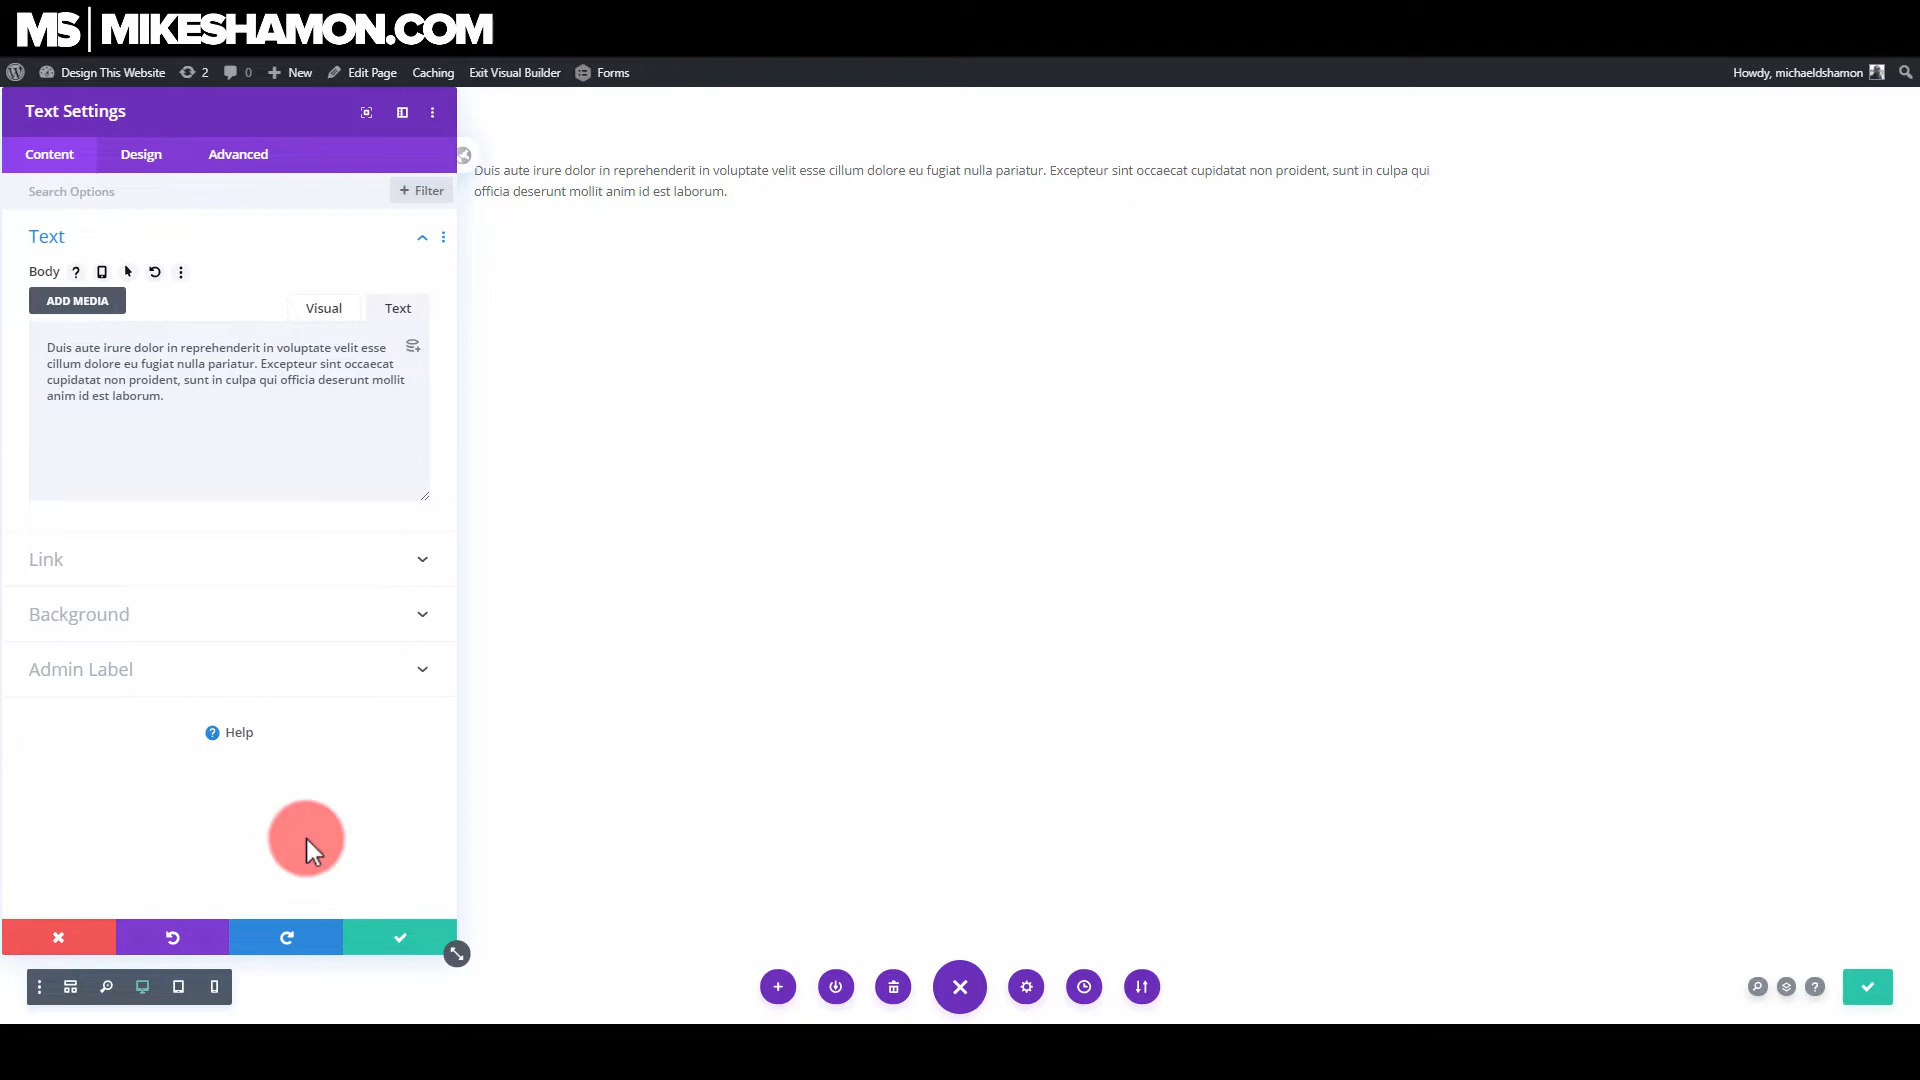 MS | MIKESHAMON.COM
Design This Website 2 0 + New Edit Page Caching Exit Visual Builder Forms Howdy, michaeldshamon
Text Settings
Content Design Advanced
Search Options + Filter
Text
Body ?
ADD MEDIA
Visual Text
Duis aute irure dolor in reprehenderit in voluptate velit esse
cillum dolore eu fugiat nulla pariatur. Excepteur sint occaecat
cupidatat non proident, sunt in culpa qui officia deserunt mollit
anim id est laborum.
Link
Background
Admin Label
? Help
Duis aute irure dolor in reprehenderit in voluptate velit esse cillum dolore eu fugiat nulla pariatur. Excepteur sint occaecat cupidatat non proident, sunt in culpa qui
officia deserunt mollit anim id est laborum.